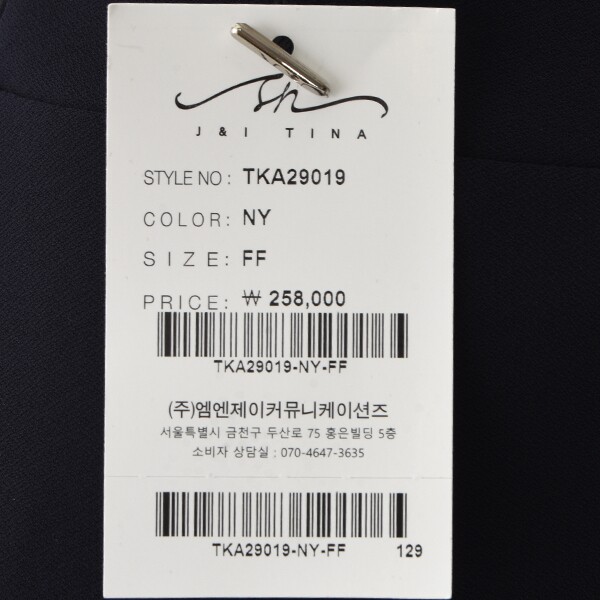 J & I TINA
STYLE NO : TKA29019
COLOR: NY
SIZE: FF
PRICE: ₩ 258,000
TKA29019-NY-FF
(주)엠엔제이커뮤니케이션즈
서울특별시 금천구 두산로 75 홍은빌딩 5층
소비자 상담실 : 070-4647-3635
TKA29019-NY-FF 129